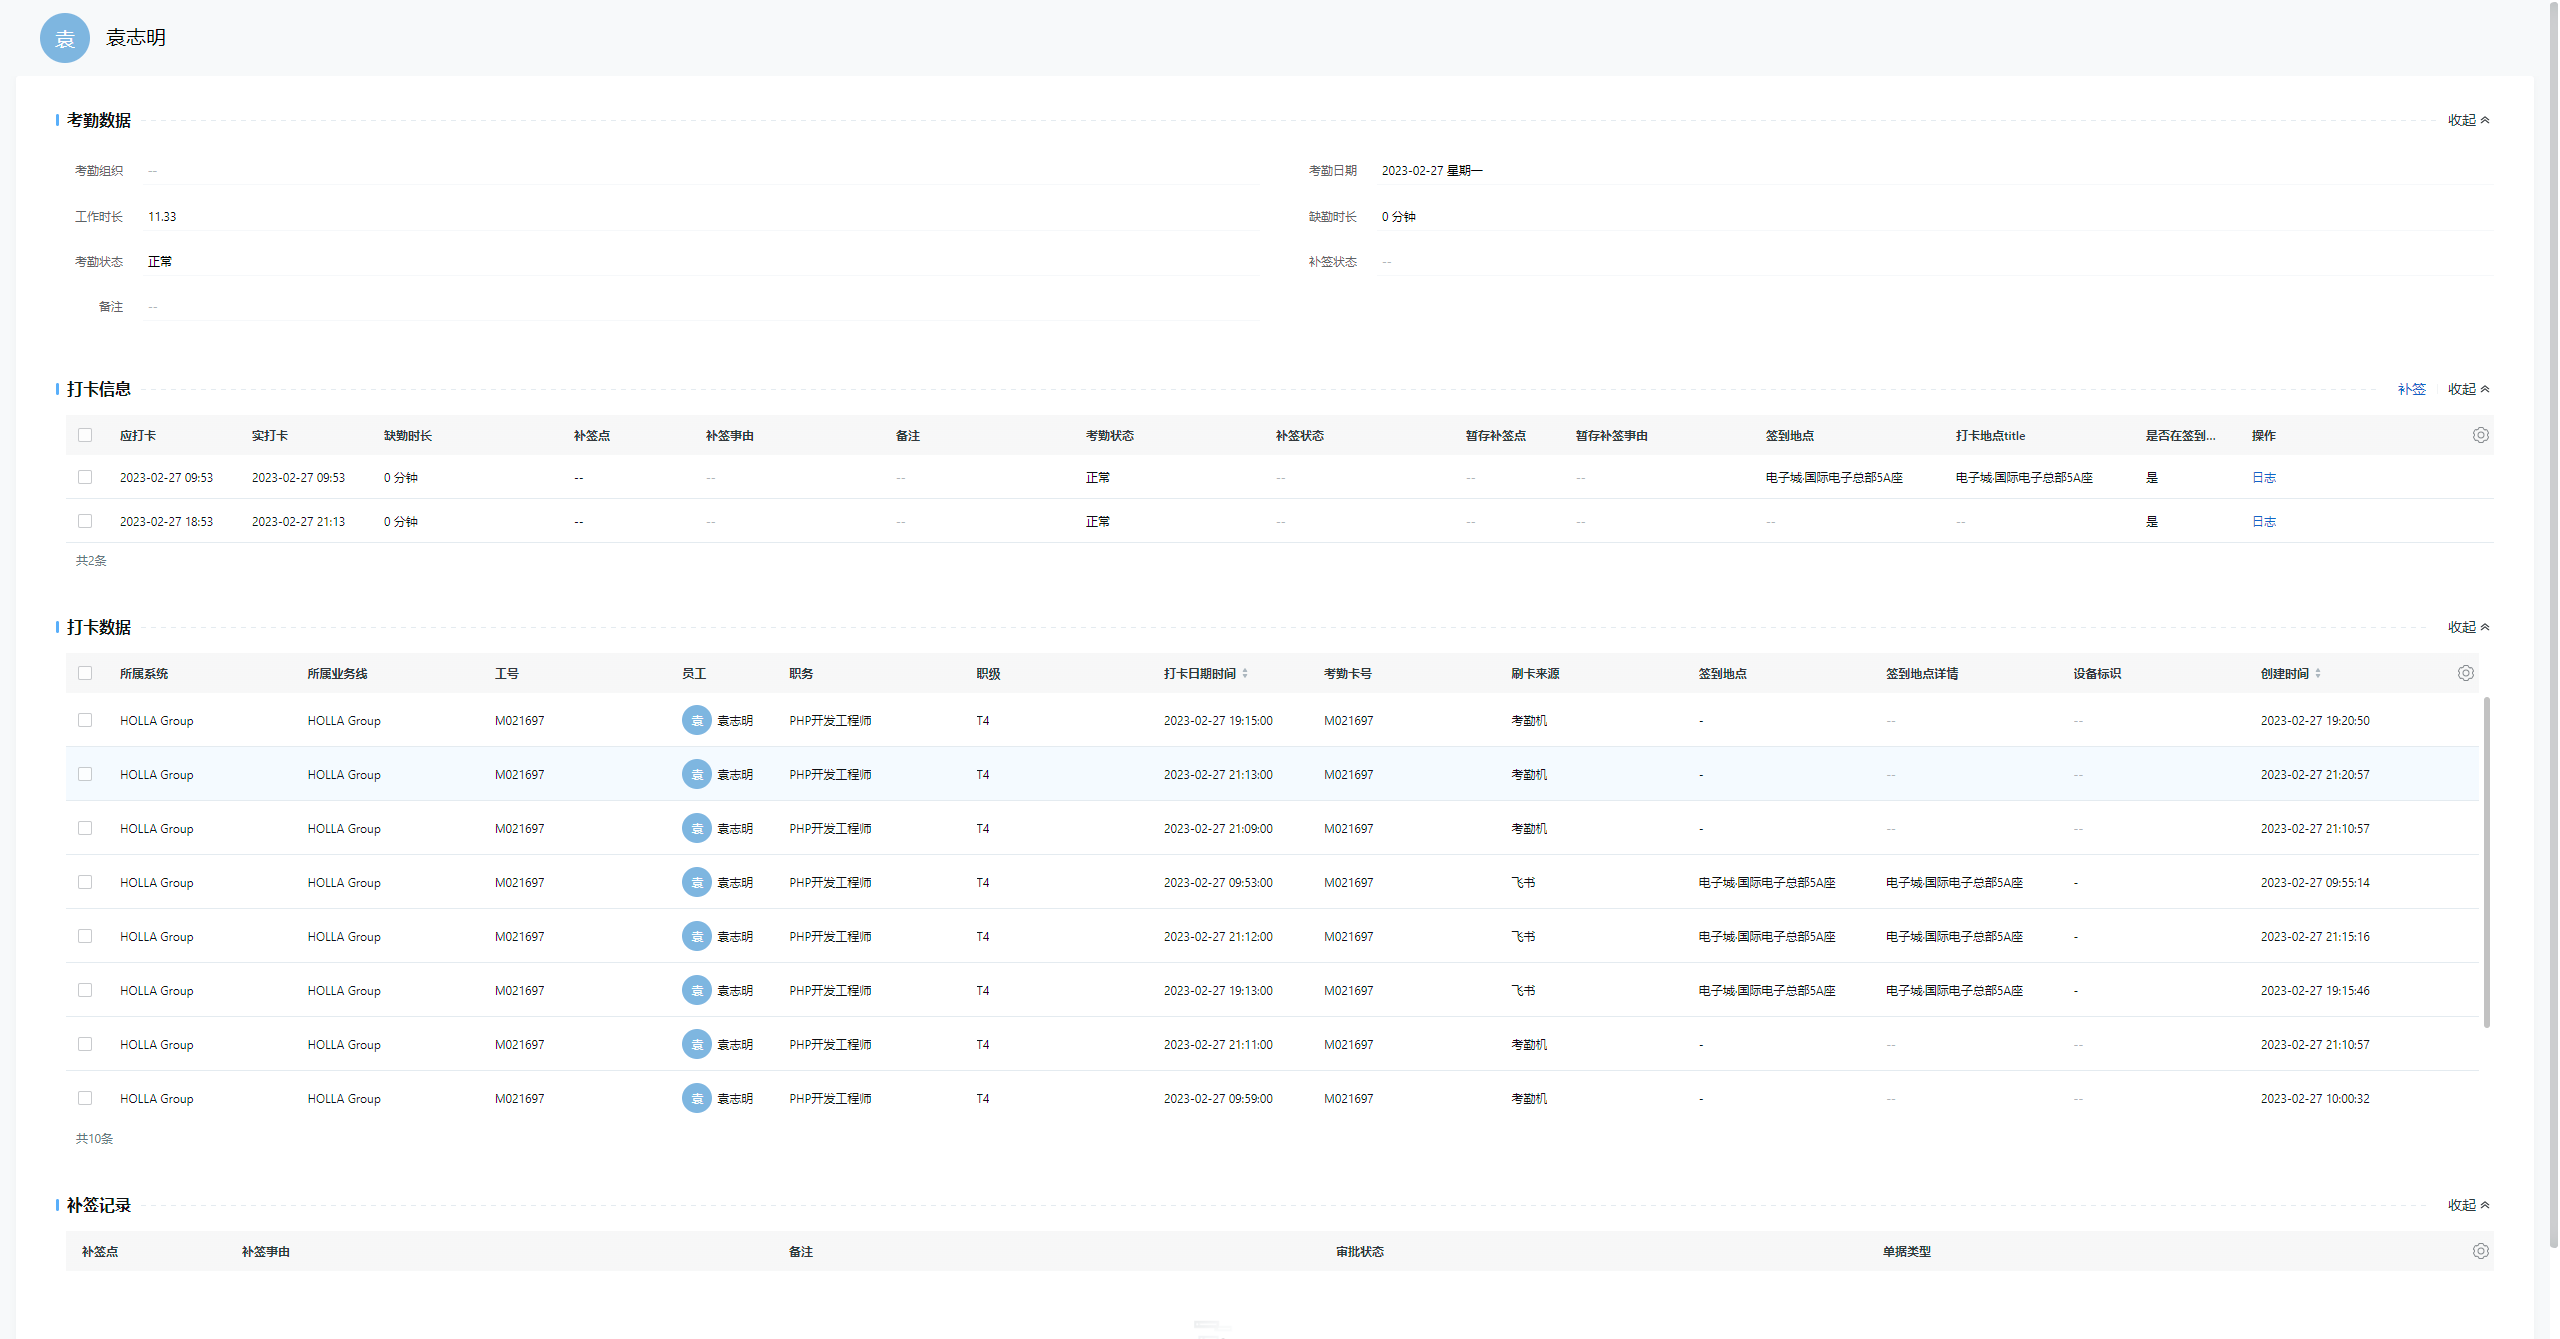 袁 袁志明
考勤数据 收起
考勤组织 -- 考勤日期 2023-02-27 星期一
工作时长 11.33 缺勤时长 0 分钟
考勤状态 正常 补签状态 --
备注 --
打卡信息 补签 收起
应打卡 实打卡 缺勤时长 补签点 补签事由 备注 考勤状态 补签状态 暂存补签点 暂存补签事由 签到地点 打卡地点title 是否在签到... 操作
2023-02-27 09:53 2023-02-27 09:53 0 分钟 -- -- -- 正常 -- -- -- 电子城·国际电子总部5A座 电子城·国际电子总部5A座 是 日志
2023-02-27 18:53 2023-02-27 21:13 0 分钟 -- -- -- 正常 -- -- -- -- -- 是 日志
共2条
打卡数据 收起
所属系统 所属业务线 工号 员工 职务 职级 打卡日期时间 考勤卡号 刷卡来源 签到地点 签到地点详情 设备标识 创建时间
HOLLA Group HOLLA Group M021697 袁 袁志明 PHP开发工程师 T4 2023-02-27 19:15:00 M021697 考勤机 - -- -- 2023-02-27 19:20:50
HOLLA Group HOLLA Group M021697 袁 袁志明 PHP开发工程师 T4 2023-02-27 21:13:00 M021697 考勤机 - -- -- 2023-02-27 21:20:57
HOLLA Group HOLLA Group M021697 袁 袁志明 PHP开发工程师 T4 2023-02-27 21:09:00 M021697 考勤机 - -- -- 2023-02-27 21:10:57
HOLLA Group HOLLA Group M021697 袁 袁志明 PHP开发工程师 T4 2023-02-27 09:53:00 M021697 飞书 电子城·国际电子总部5A座 电子城·国际电子总部5A座 - 2023-02-27 09:55:14
HOLLA Group HOLLA Group M021697 袁 袁志明 PHP开发工程师 T4 2023-02-27 21:12:00 M021697 飞书 电子城·国际电子总部5A座 电子城·国际电子总部5A座 - 2023-02-27 21:15:16
HOLLA Group HOLLA Group M021697 袁 袁志明 PHP开发工程师 T4 2023-02-27 19:13:00 M021697 飞书 电子城·国际电子总部5A座 电子城·国际电子总部5A座 - 2023-02-27 19:15:46
HOLLA Group HOLLA Group M021697 袁 袁志明 PHP开发工程师 T4 2023-02-27 21:11:00 M021697 考勤机 - -- -- 2023-02-27 21:10:57
HOLLA Group HOLLA Group M021697 袁 袁志明 PHP开发工程师 T4 2023-02-27 09:59:00 M021697 考勤机 - -- -- 2023-02-27 10:00:32
共10条
补签记录 收起
补签点 补签事由 备注 审批状态 单据类型